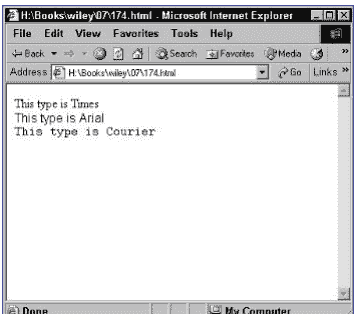 H:\Books\wiley\07\174.html - Microsoft Internet Explorer
File Edit View Favorites Tools Help
Back Search Favorites Media »
Address H:\Books\wiley\07\174.html Go Links »
This type is Times
This type is Arial
This type is Courier
Done My Computer